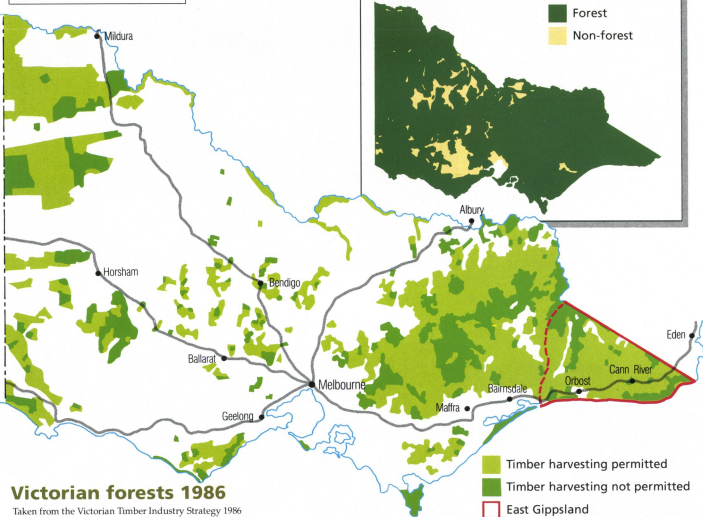 Forest
Non-forest
Mildura
Albury
Horsham
Bendigo
Eden
Ballarat
Cann River
Melbourne
Bairnsdale
Orbost
Maffra
Geelong
Timber harvesting permitted
Timber harvesting not permitted
East Gippsland
Victorian forests 1986
Taken from the Victorian Timber Industry Strategy 1986